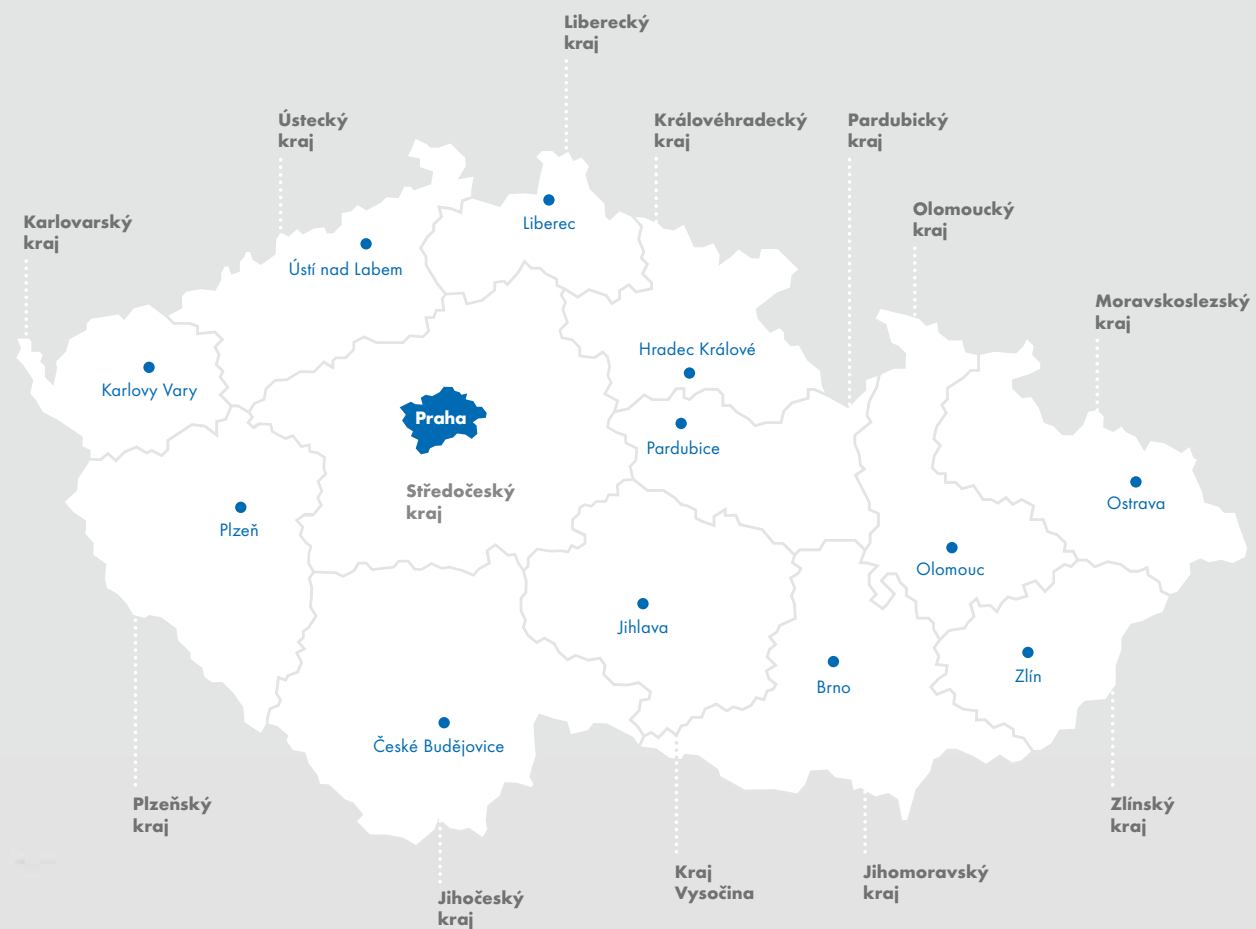 Liberecký
kraj
Ústecký
kraj
Královéhradecký
kraj
Pardubický
kraj
Karlovarský
kraj
Olomoucký
kraj
Moravskoslezský
kraj
Liberec
Ústí nad Labem
Hradec Králové
Karlovy Vary
Praha
Pardubice
Středočeský
kraj
Plzeň
Ostrava
Olomouc
Jihlava
Brno
Zlín
České Budějovice
Plzeňský
kraj
Zlínský
kraj
Kraj
Vysočina
Jihomoravský
kraj
Jihočeský
kraj